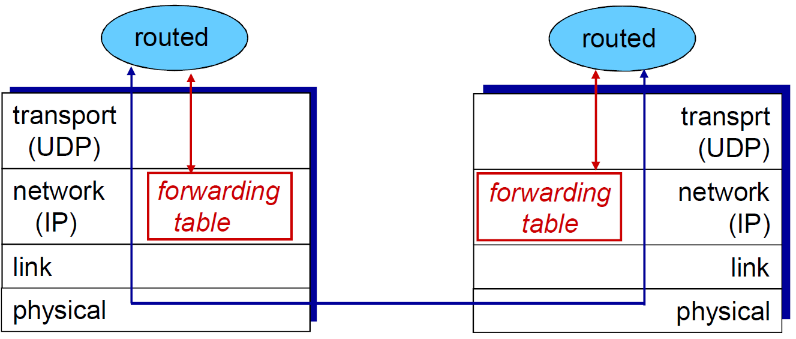 routed
routed
transport
(UDP)
network
(IP)
link
physical
forwarding
table
transprt
(UDP)
network
(IP)
link
physical
forwarding
table